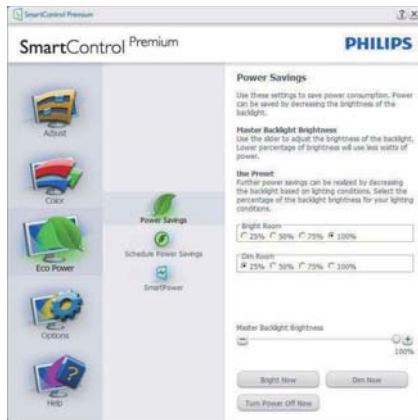 SmartControl Premium
SmartControl Premium
PHILIPS
Adjust
Color
Eco Power
Options
Help
Power Savings
Schedule Power Savings
SmartPower
Power Savings
Use these settings to save power consumption. Power
can be saved by decreasing the brightness of the
backlight.
Master Backlight Brightness
Use the slider to adjust the brightness of the backlight.
Lower percentage of brightness will use less watts of
power.
Use Preset
Further power savings can be realized by decreasing
the backlight based on lighting conditions. Select the
percentage of the backlight brightness for your lighting
conditions.
Bright Room
25% 50% 75% 100%
Dim Room
25% 50% 75% 100%
Master Backlight Brightness
100%
Bright Now
Dim Now
Turn Power Off Now